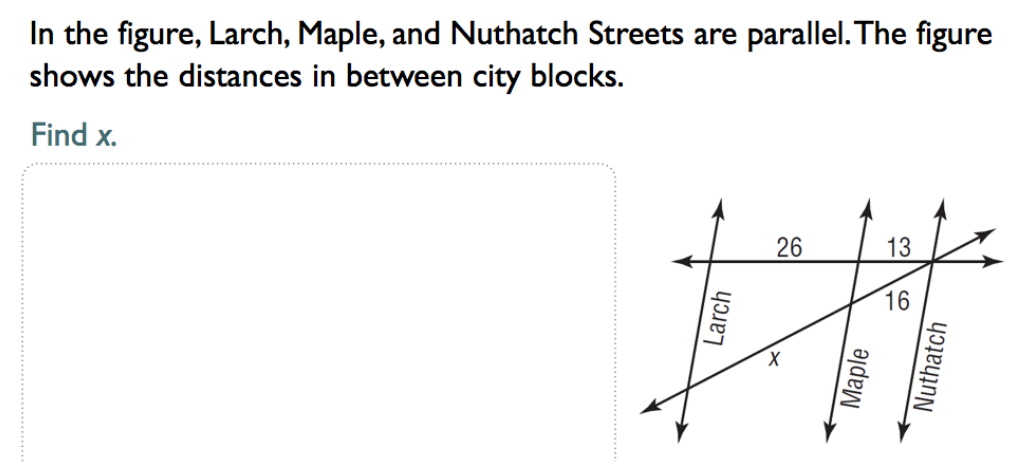 In the figure, Larch, Maple, and Nuthatch Streets are parallel. The figure
shows the distances in between city blocks.
Find x.
26
13
16
Larch
x
Maple
Nuthatch